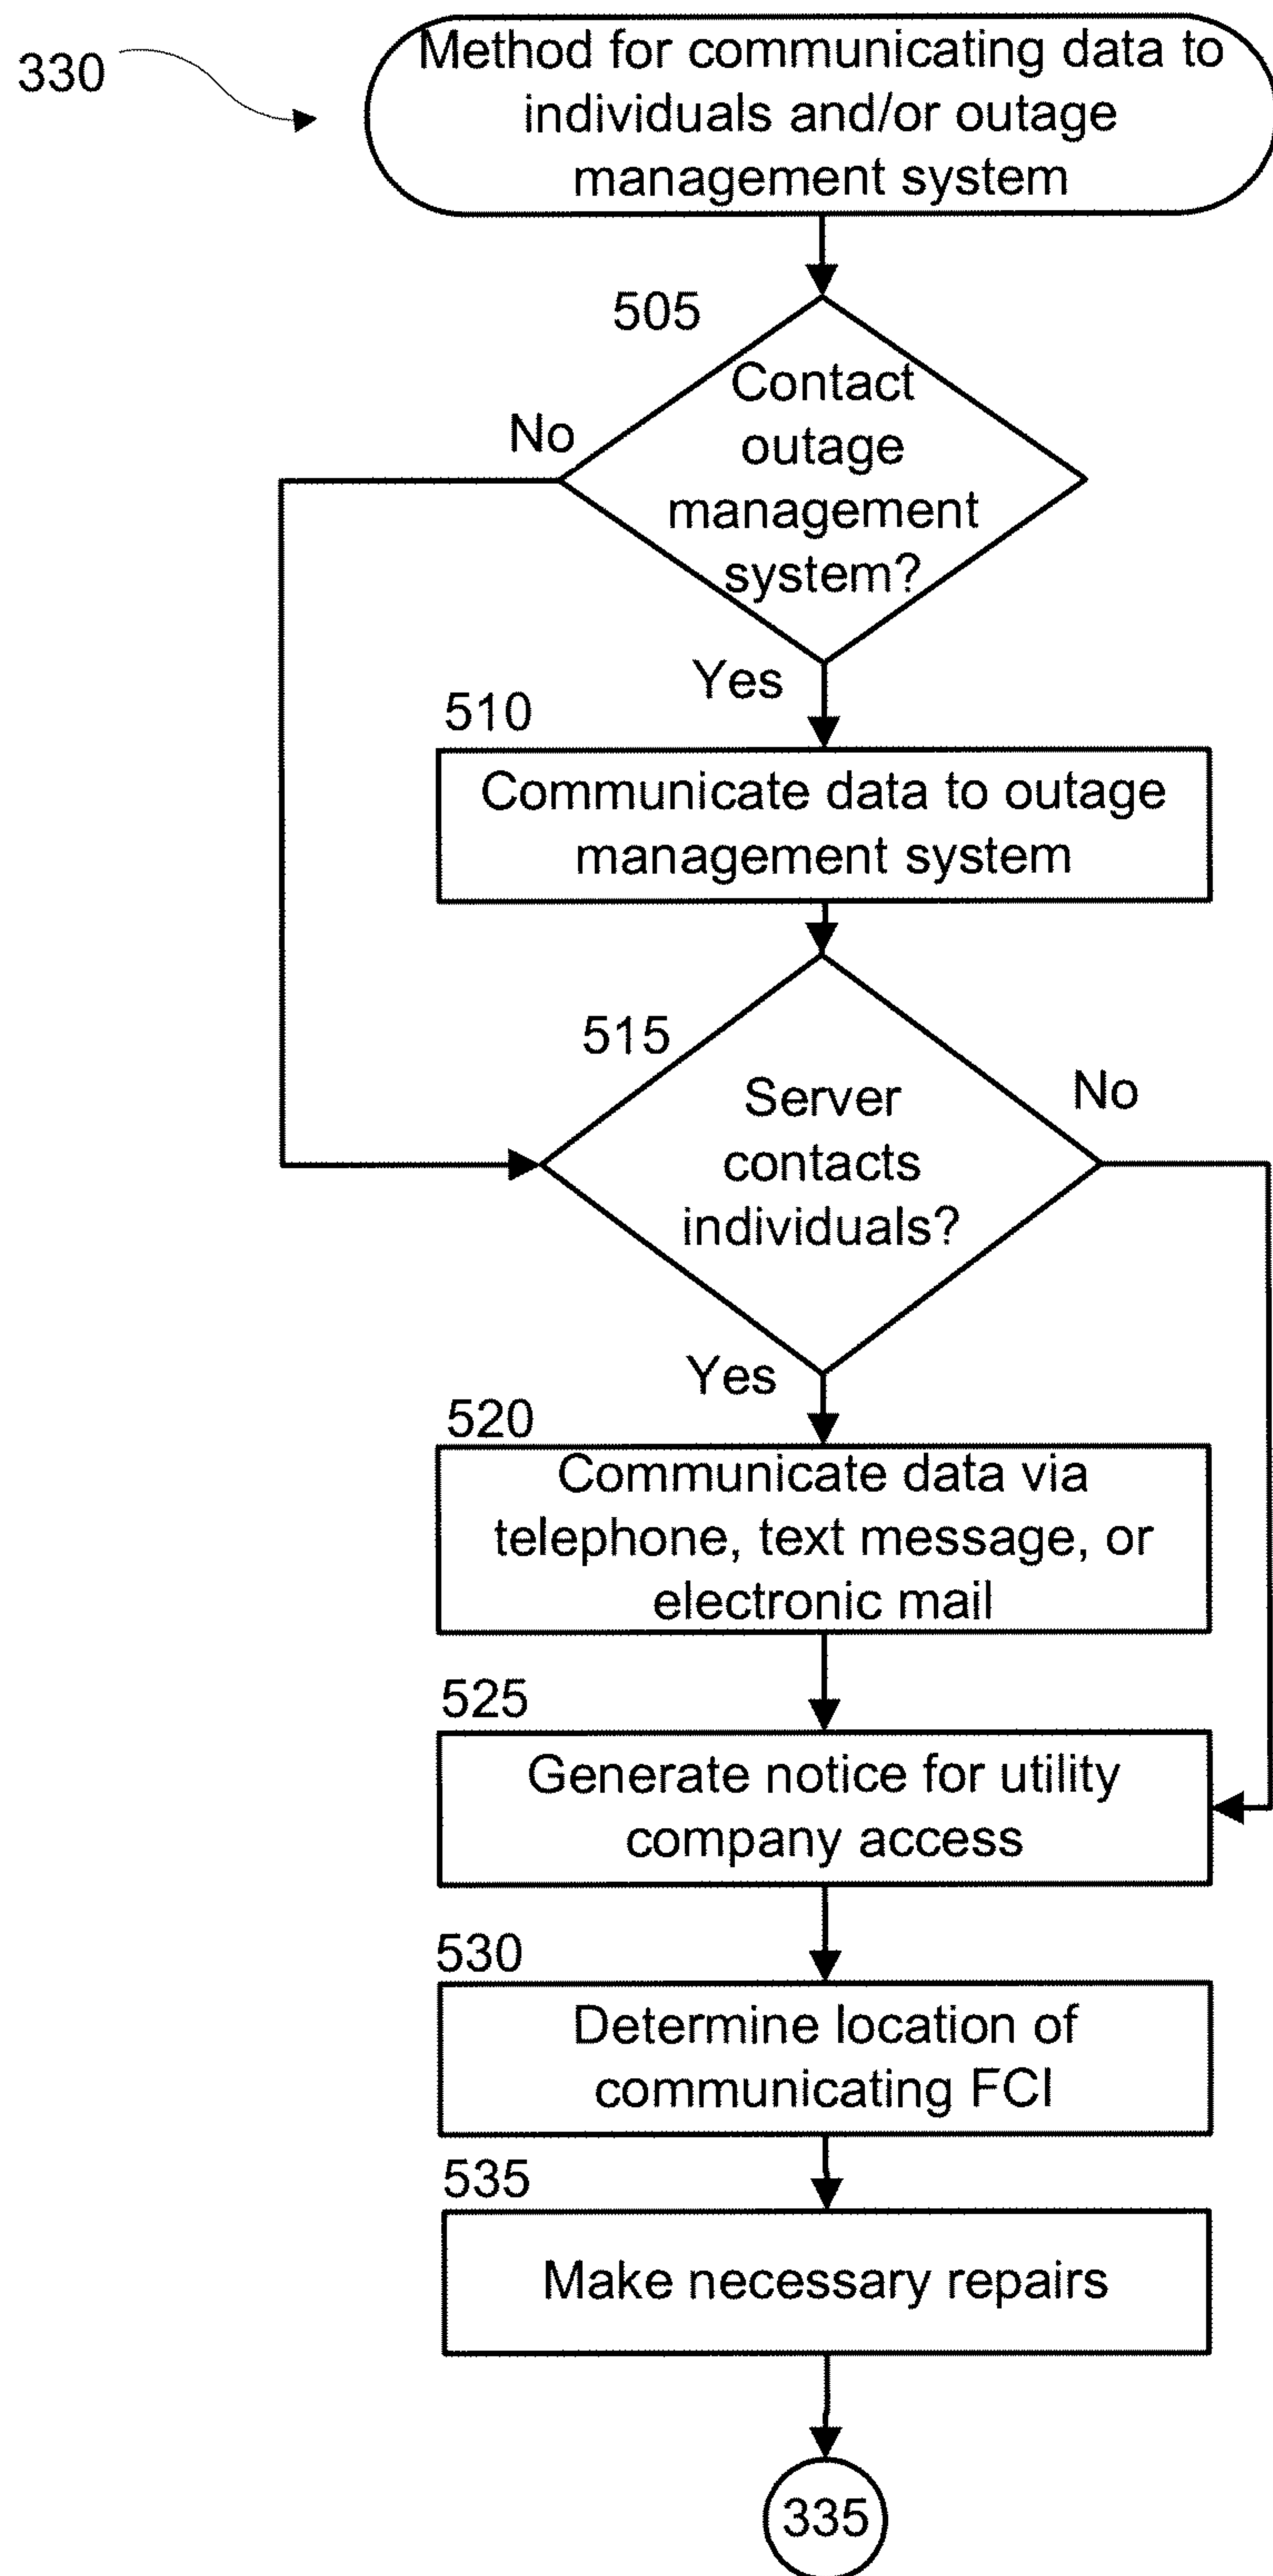 330
Method for communicating data to
individuals and/or outage
management system
505
Contact
outage
management
system?
No
Yes
510
Communicate data to outage
management system
515
Server
contacts
individuals?
No
Yes
520
Communicate data via
telephone, text message, or
electronic mail
525
Generate notice for utility
company access
530
Determine location of
communicating FCI
535
Make necessary repairs
335